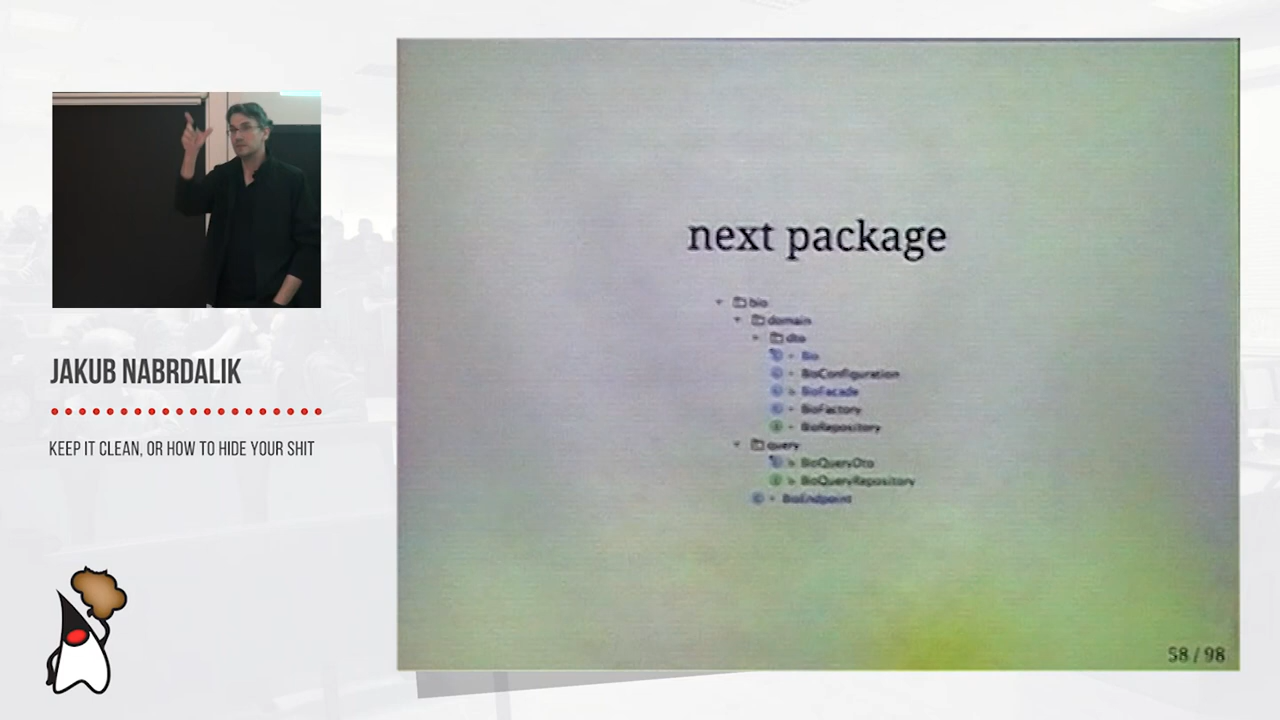 JAKUB NABRDALIK
KEEP IT CLEAN, OR HOW TO HIDE YOUR SHIT
next package
bio
domain
dto
Bio
BioConfiguration
BioFacade
BioFactory
BioRepository
query
BioQueryDto
BioQueryRepository
BioEndpoint
58 / 98